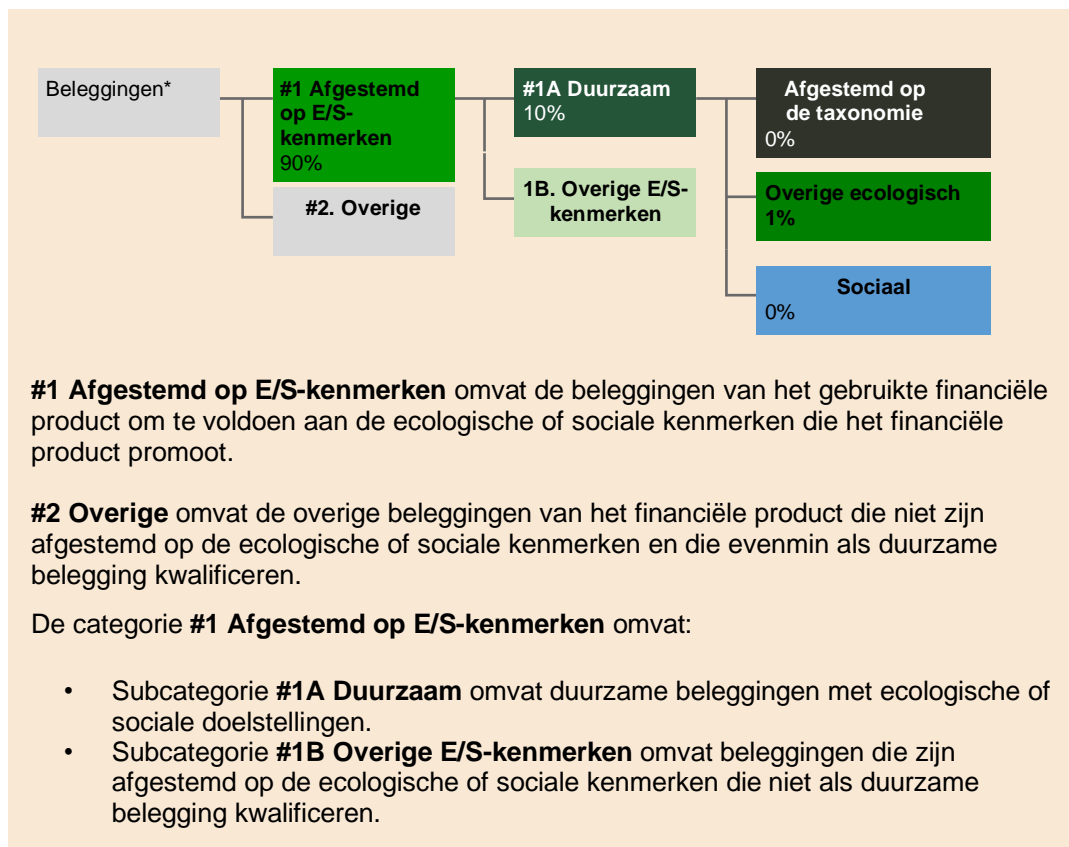 Beleggingen*
#1 Afgestemd
op E/S-
kenmerken
90%
#2. Overige
#1A Duurzaam
10%
1B. Overige E/S-
kenmerken
Afgestemd op
de taxonomie
0%
Overige ecologisch
1%
Sociaal
0%
#1 Afgestemd op E/S-kenmerken omvat de beleggingen van het gebruikte financiële
product om te voldoen aan de ecologische of sociale kenmerken die het financiële
product promoot.
#2 Overige omvat de overige beleggingen van het financiële product die niet zijn
afgestemd op de ecologische of sociale kenmerken en die evenmin als duurzame
belegging kwalificeren.
De categorie #1 Afgestemd op E/S-kenmerken omvat:
• Subcategorie #1A Duurzaam omvat duurzame beleggingen met ecologische of
sociale doelstellingen.
• Subcategorie #1B Overige E/S-kenmerken omvat beleggingen die zijn
afgestemd op de ecologische of sociale kenmerken die niet als duurzame
belegging kwalificeren.